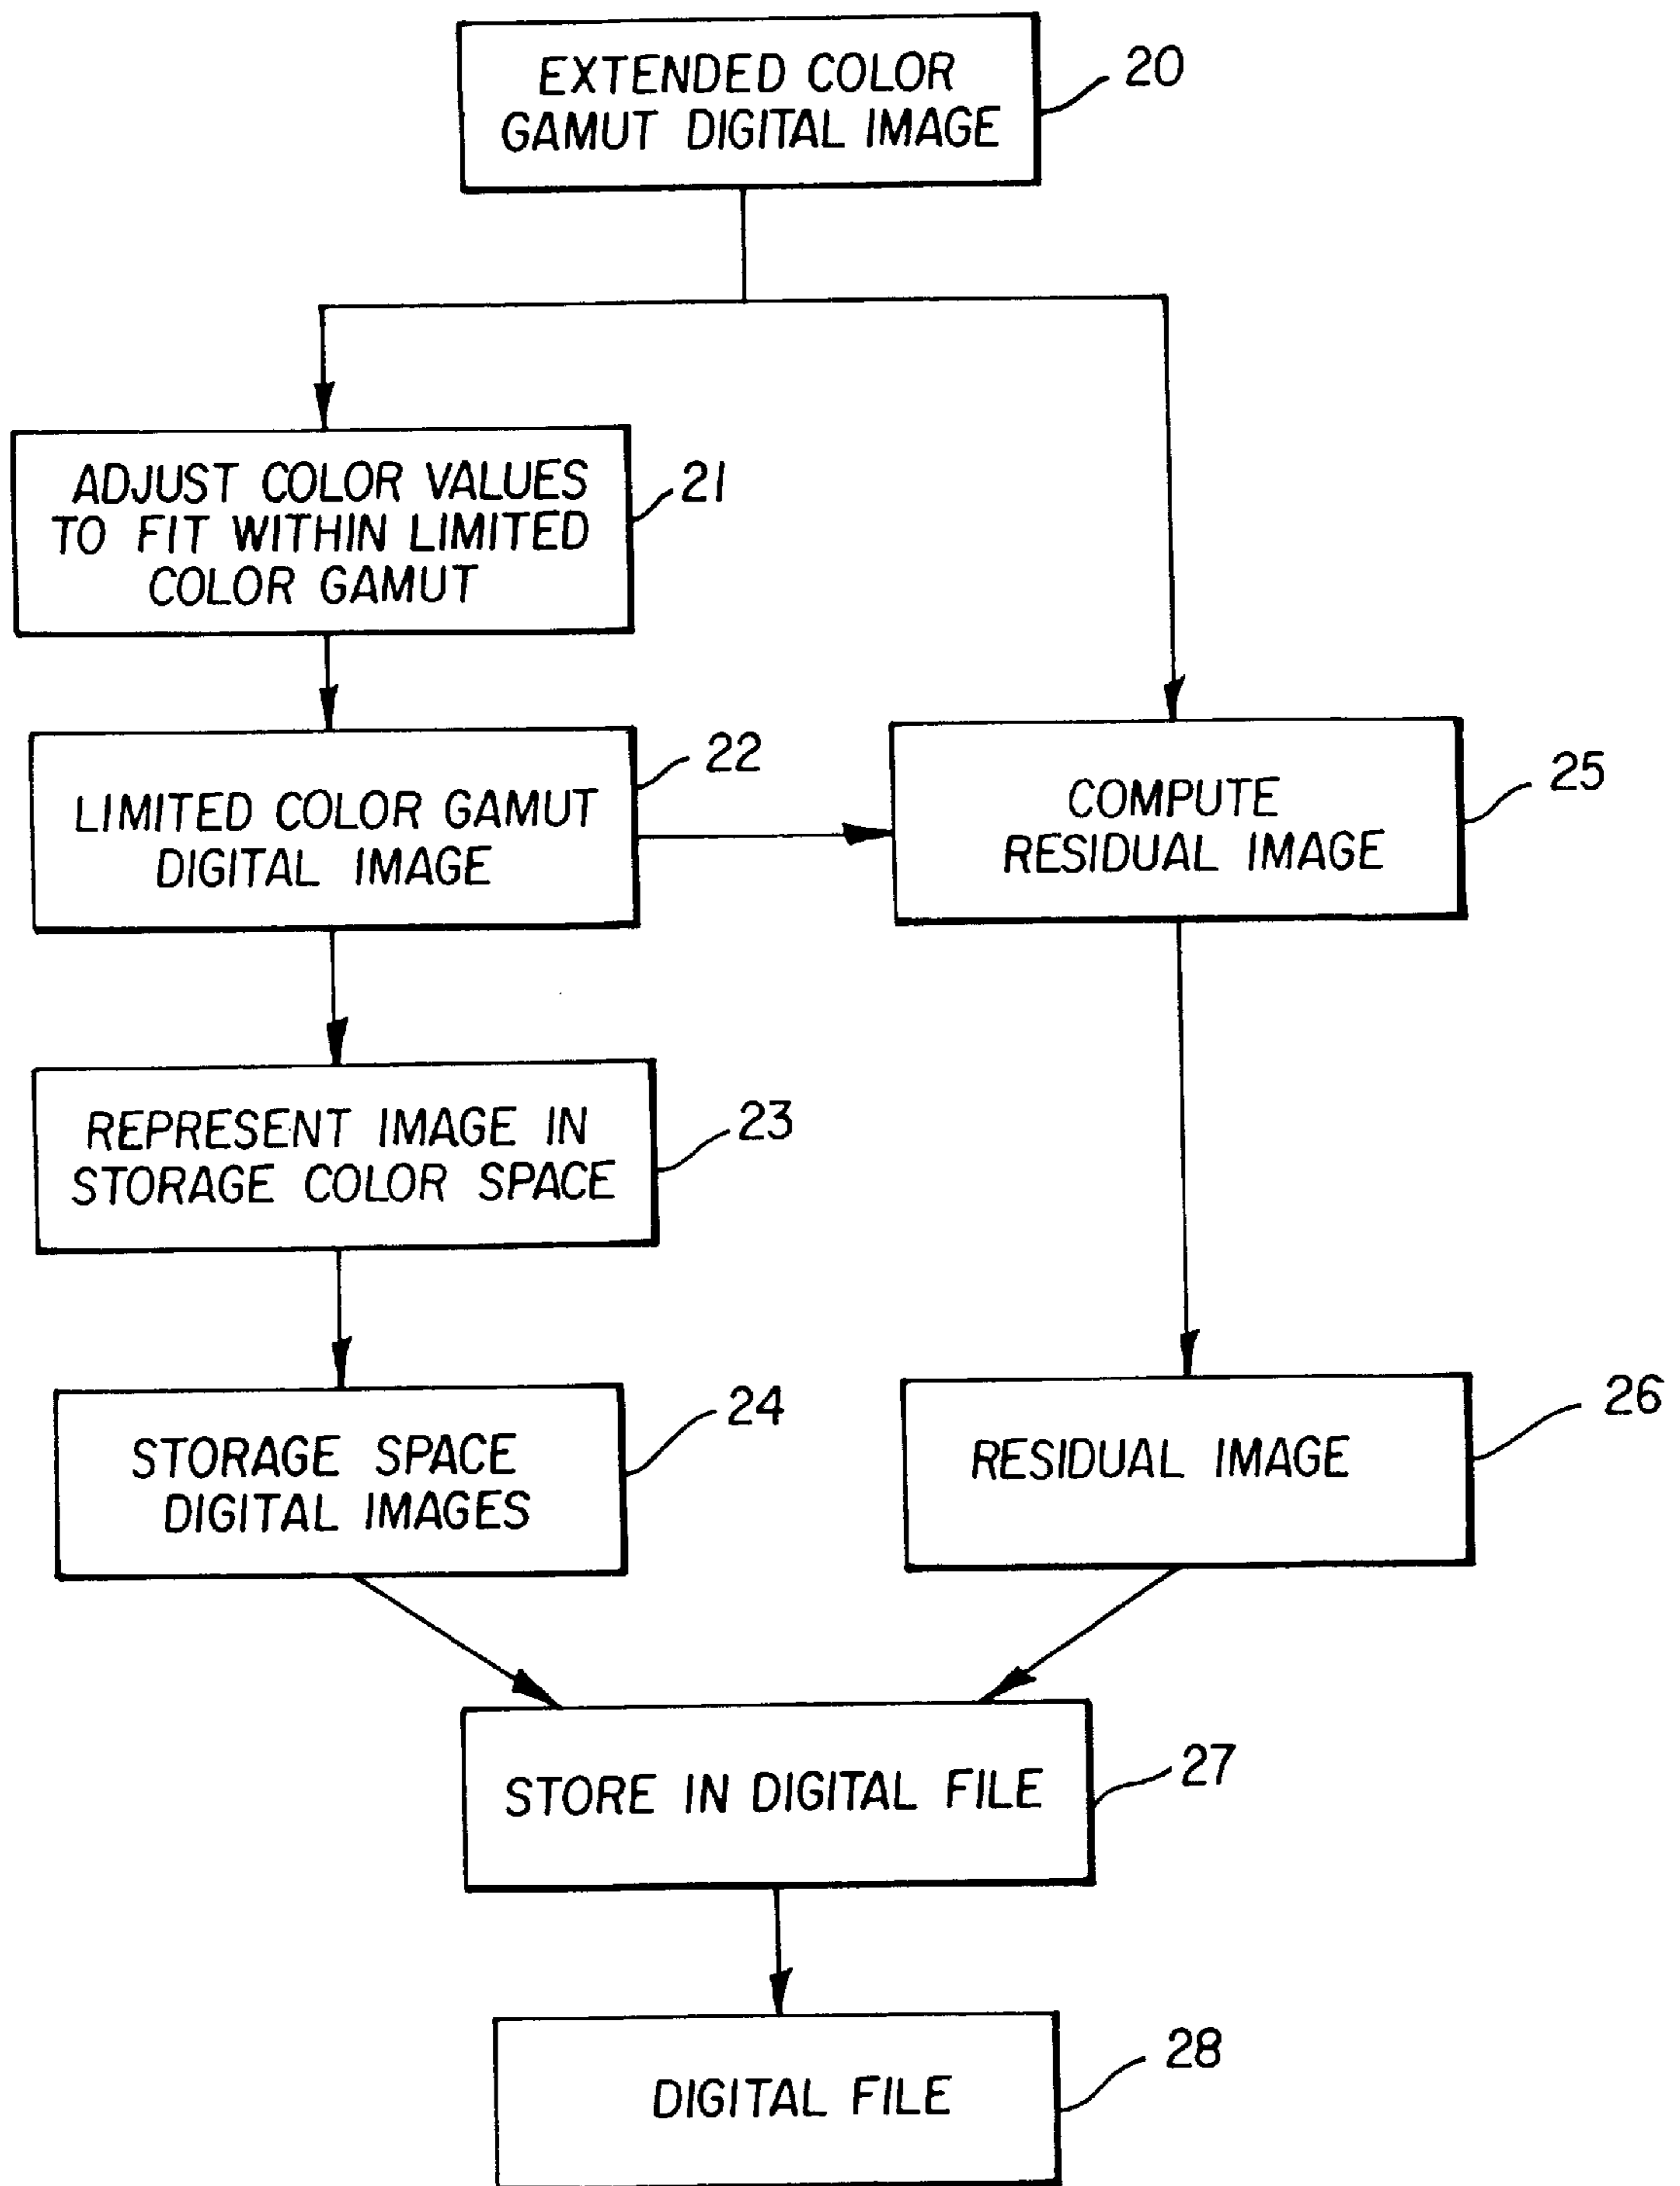 EXTENDED COLOR
GAMUT DIGITAL IMAGE
20
ADJUST COLOR VALUES
TO FIT WITHIN LIMITED
COLOR GAMUT
21
LIMITED COLOR GAMUT
DIGITAL IMAGE
22
COMPUTE
RESIDUAL IMAGE
25
REPRESENT IMAGE IN
STORAGE COLOR SPACE
23
STORAGE SPACE
DIGITAL IMAGES
24
RESIDUAL IMAGE
26
STORE IN DIGITAL FILE
27
DIGITAL FILE
28